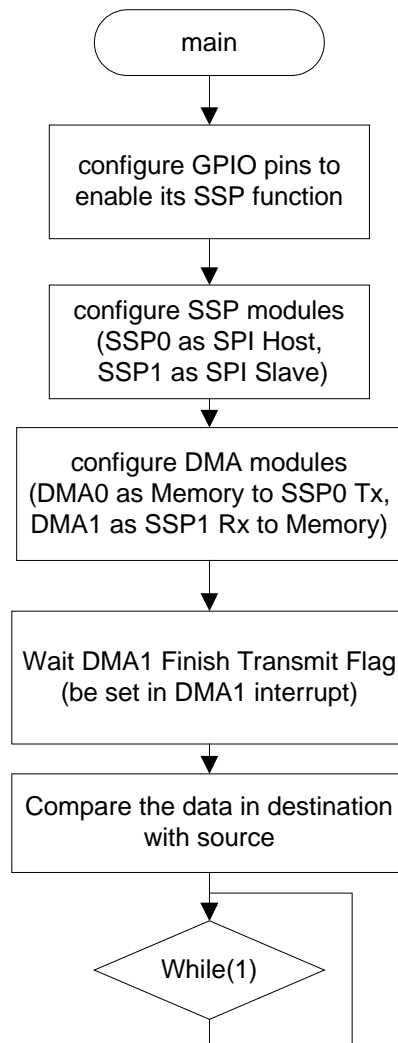 main
configure GPIO pins to
enable its SSP function
configure SSP modules
(SSP0 as SPI Host,
SSP1 as SPI Slave)
configure DMA modules
(DMA0 as Memory to SSP0 Tx,
DMA1 as SSP1 Rx to Memory)
Wait DMA1 Finish Transmit Flag
(be set in DMA1 interrupt)
Compare the data in destination
with source
While(1)